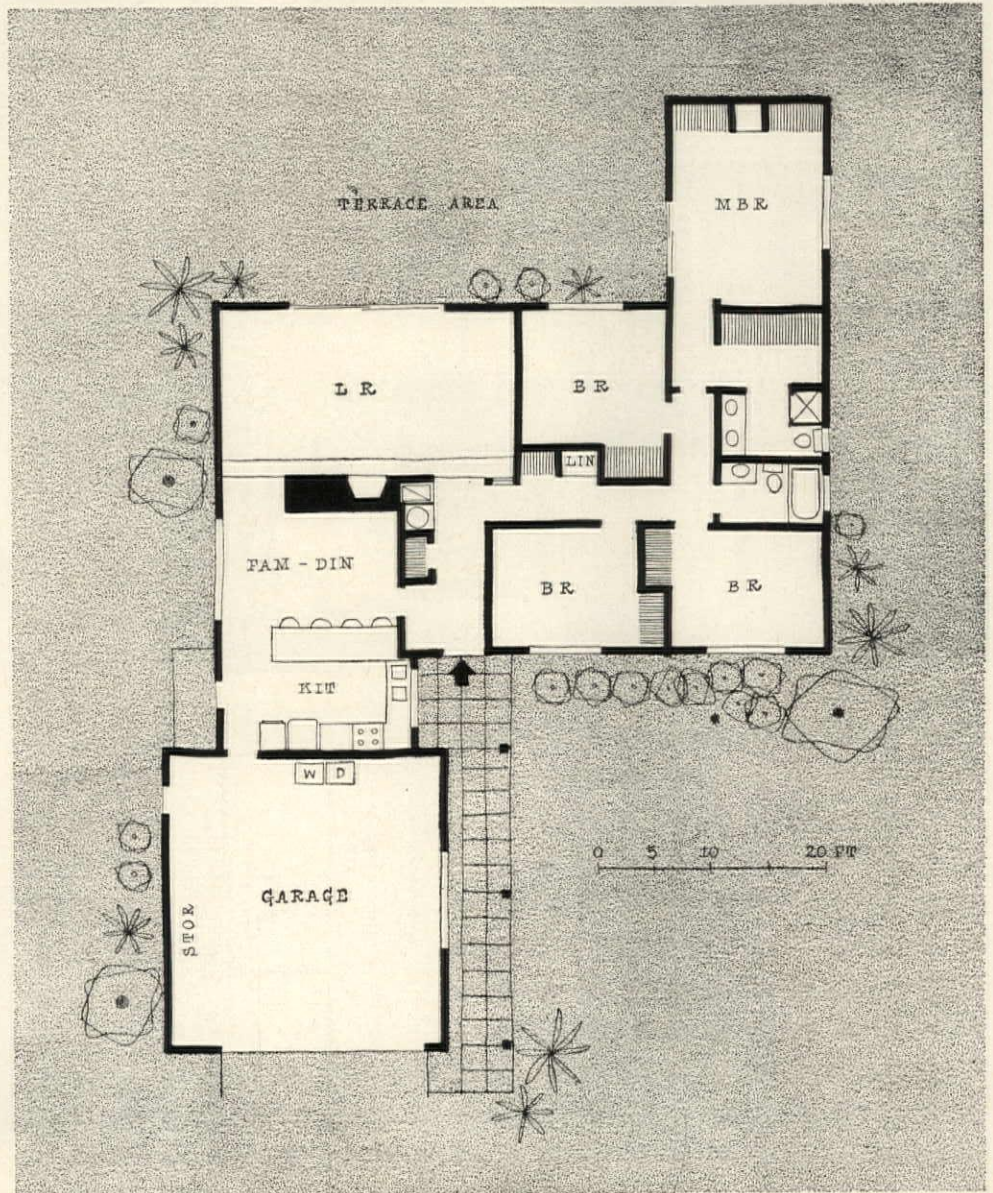 TERRACE AREA
MBR
LR
BR
LIN
FAM - DIN
BR
BR
KIT
W D
0 5 10 20 FT
GARAGE
STOR